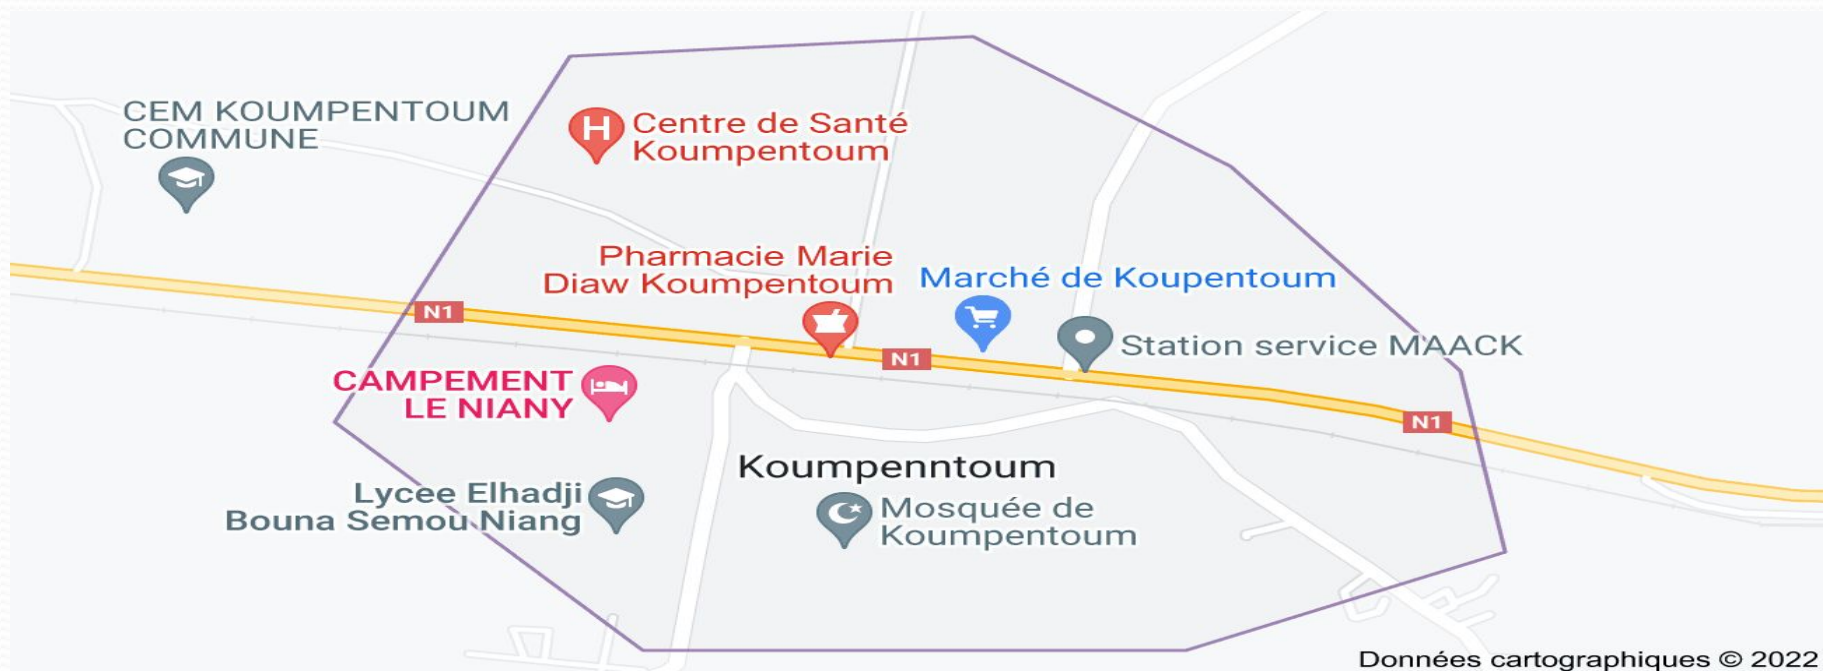 CEM KOUMPENTOUM
COMMUNE
Centre de Santé
Koumpentoum
Pharmacie Marie
Diaw Koumpentoum
Marché de Koupentoum
N1
Station service MAACK
N1
CAMPEMENT
LE NIANY
N1
Koumpenntoum
Lycee Elhadji
Bouna Semou Niang
Mosquée de
Koumpentoum
Données cartographiques © 2022